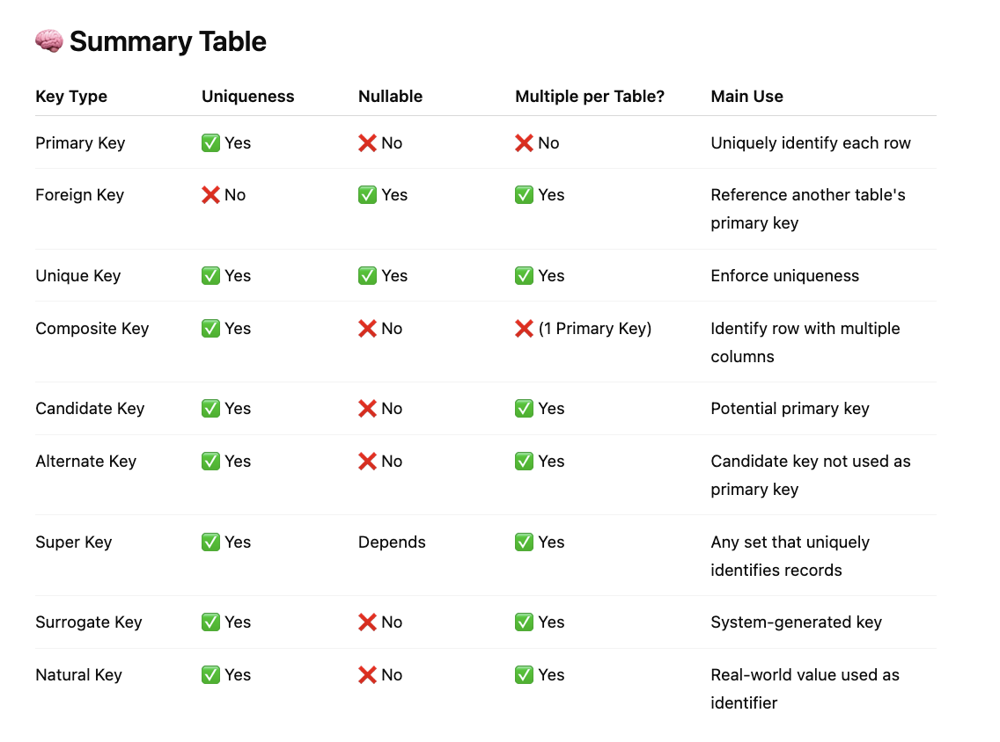 🧠 Summary Table
Key Type Uniqueness Nullable Multiple per Table? Main Use
Primary Key ✅ Yes ❌ No ❌ No Uniquely identify each row
Foreign Key ❌ No ✅ Yes ✅ Yes Reference another table's
primary key
Unique Key ✅ Yes ✅ Yes ✅ Yes Enforce uniqueness
Composite Key ✅ Yes ❌ No ❌ (1 Primary Key) Identify row with multiple
columns
Candidate Key ✅ Yes ❌ No ✅ Yes Potential primary key
Alternate Key ✅ Yes ❌ No ✅ Yes Candidate key not used as
primary key
Super Key ✅ Yes Depends ✅ Yes Any set that uniquely
identifies records
Surrogate Key ✅ Yes ❌ No ✅ Yes System-generated key
Natural Key ✅ Yes ❌ No ✅ Yes Real-world value used as
identifier